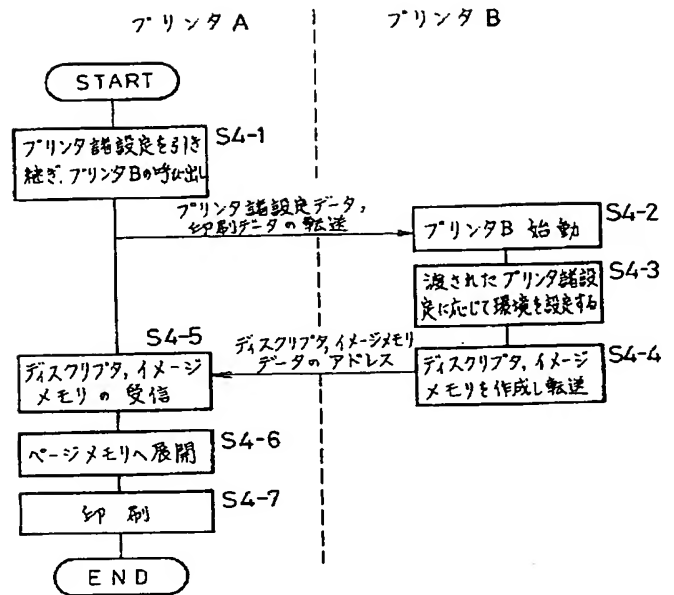 プリンタA
プリンタB
START
プリンタ諸設定を引き
継ぎ,プリンタBの呼び出し
S4-1
プリンタ諸設定データ,
印刷データの転送
プリンタB 始動
S4-2
渡されたプリンタ諸設
定に応じて環境を設定する
S4-3
ディスクリプタ,イメージ
メモリを作成し転送
S4-4
ディスクリプタ,イメージメモリ
データのアドレス
S4-5
ディスクリプタ,イメージ
メモリの受信
ページメモリへ展開
S4-6
印刷
S4-7
END